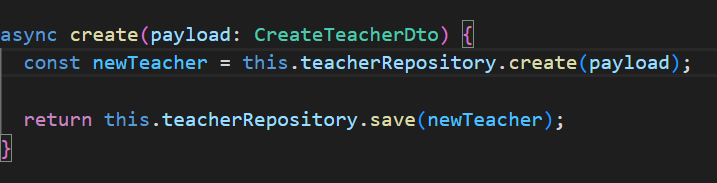 async create(payload: CreateTeacherDto) {
const newTeacher = this.teacherRepository.create(payload);
return this.teacherRepository.save(newTeacher);
}